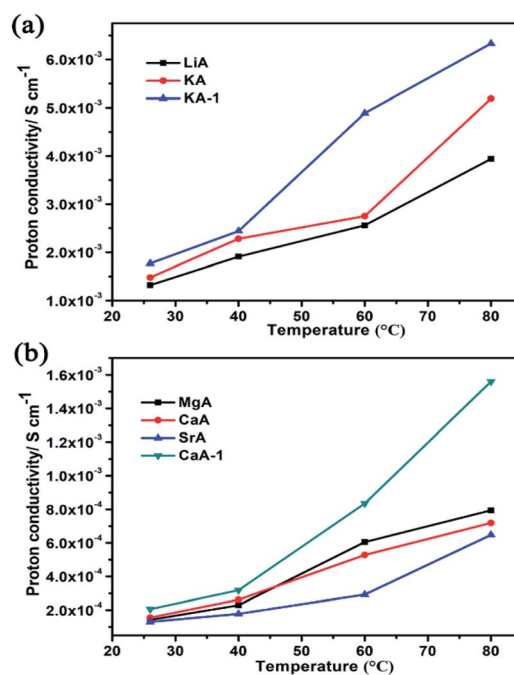 (a)
LiA
KA
KA-1
Proton conductivity/ S cm⁻¹
6.0x10⁻³
5.0x10⁻³
4.0x10⁻³
3.0x10⁻³
2.0x10⁻³
1.0x10⁻³
20 30 40 50 60 70 80
Temperature (°C)
(b)
MgA
CaA
SrA
CaA-1
Proton conductivity/ S cm⁻¹
1.6x10⁻³
1.4x10⁻³
1.2x10⁻³
1.0x10⁻³
8.0x10⁻⁴
6.0x10⁻⁴
4.0x10⁻⁴
2.0x10⁻⁴
20 30 40 50 60 70 80
Temperature (°C)